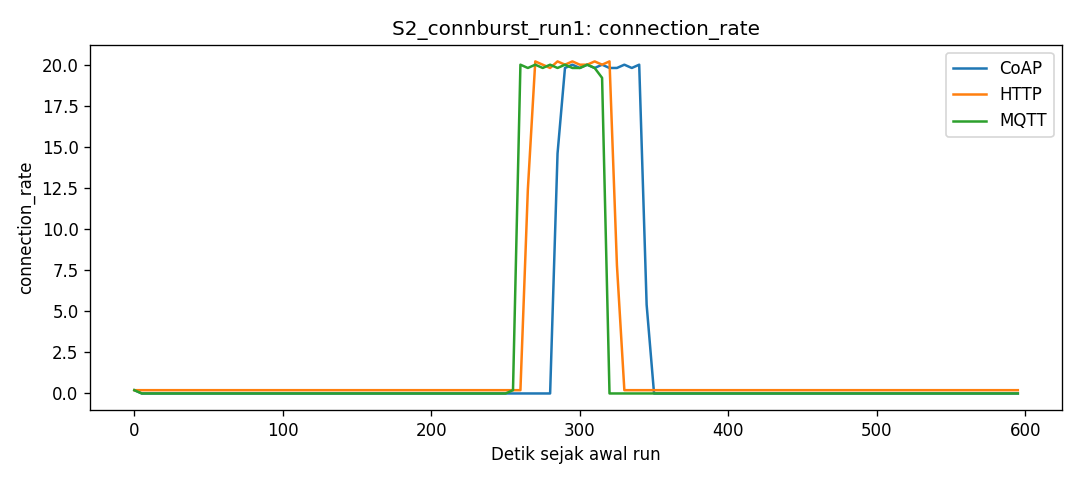 S2_connburst_run1: connection_rate
connection_rate
20.0
17.5
15.0
12.5
10.0
7.5
5.0
2.5
0.0
CoAP
HTTP
MQTT
0 100 200 300 400 500 600
Detik sejak awal run